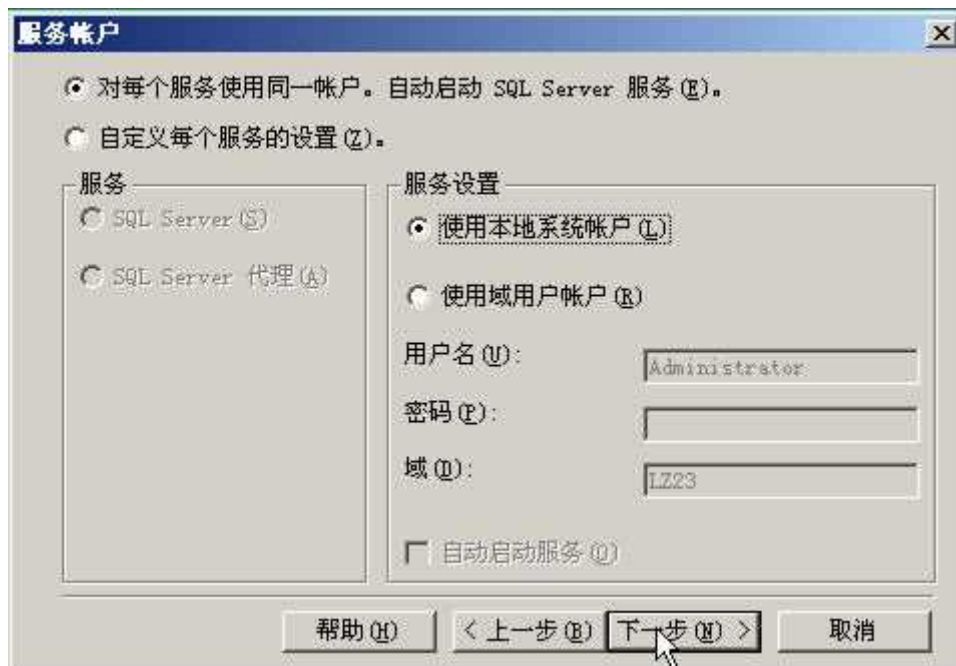 服务帐户
对每个服务使用同一帐户。自动启动 SQL Server 服务(E)。
自定义每个服务的设置(Z)。
服务
SQL Server(S)
SQL Server 代理(A)
服务设置
使用本地系统帐户(L)
使用域用户帐户(R)
用户名(U):
Administrator
密码(P):
域(D):
LZ23
自动启动服务(O)
帮助(H)
< 上一步(B)
下一步(N) >
取消